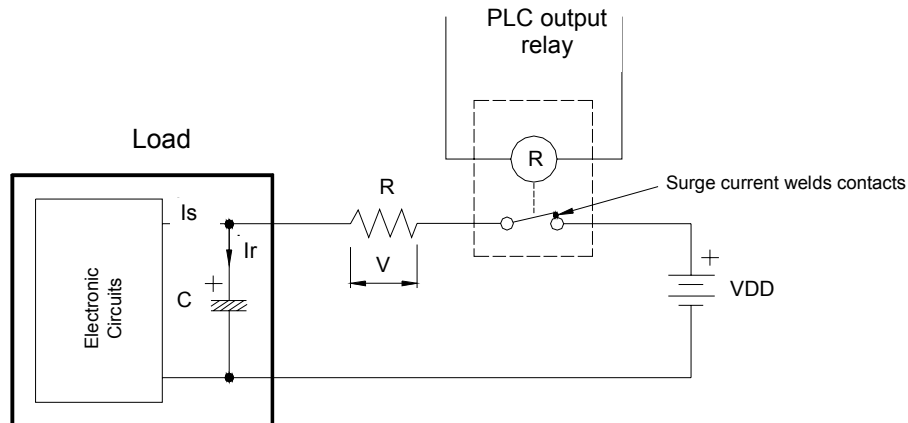 PLC output
relay
Load
R
R
Surge current welds contacts
Is
Ir
V
+
+
C
VDD
Electronic
Circuits